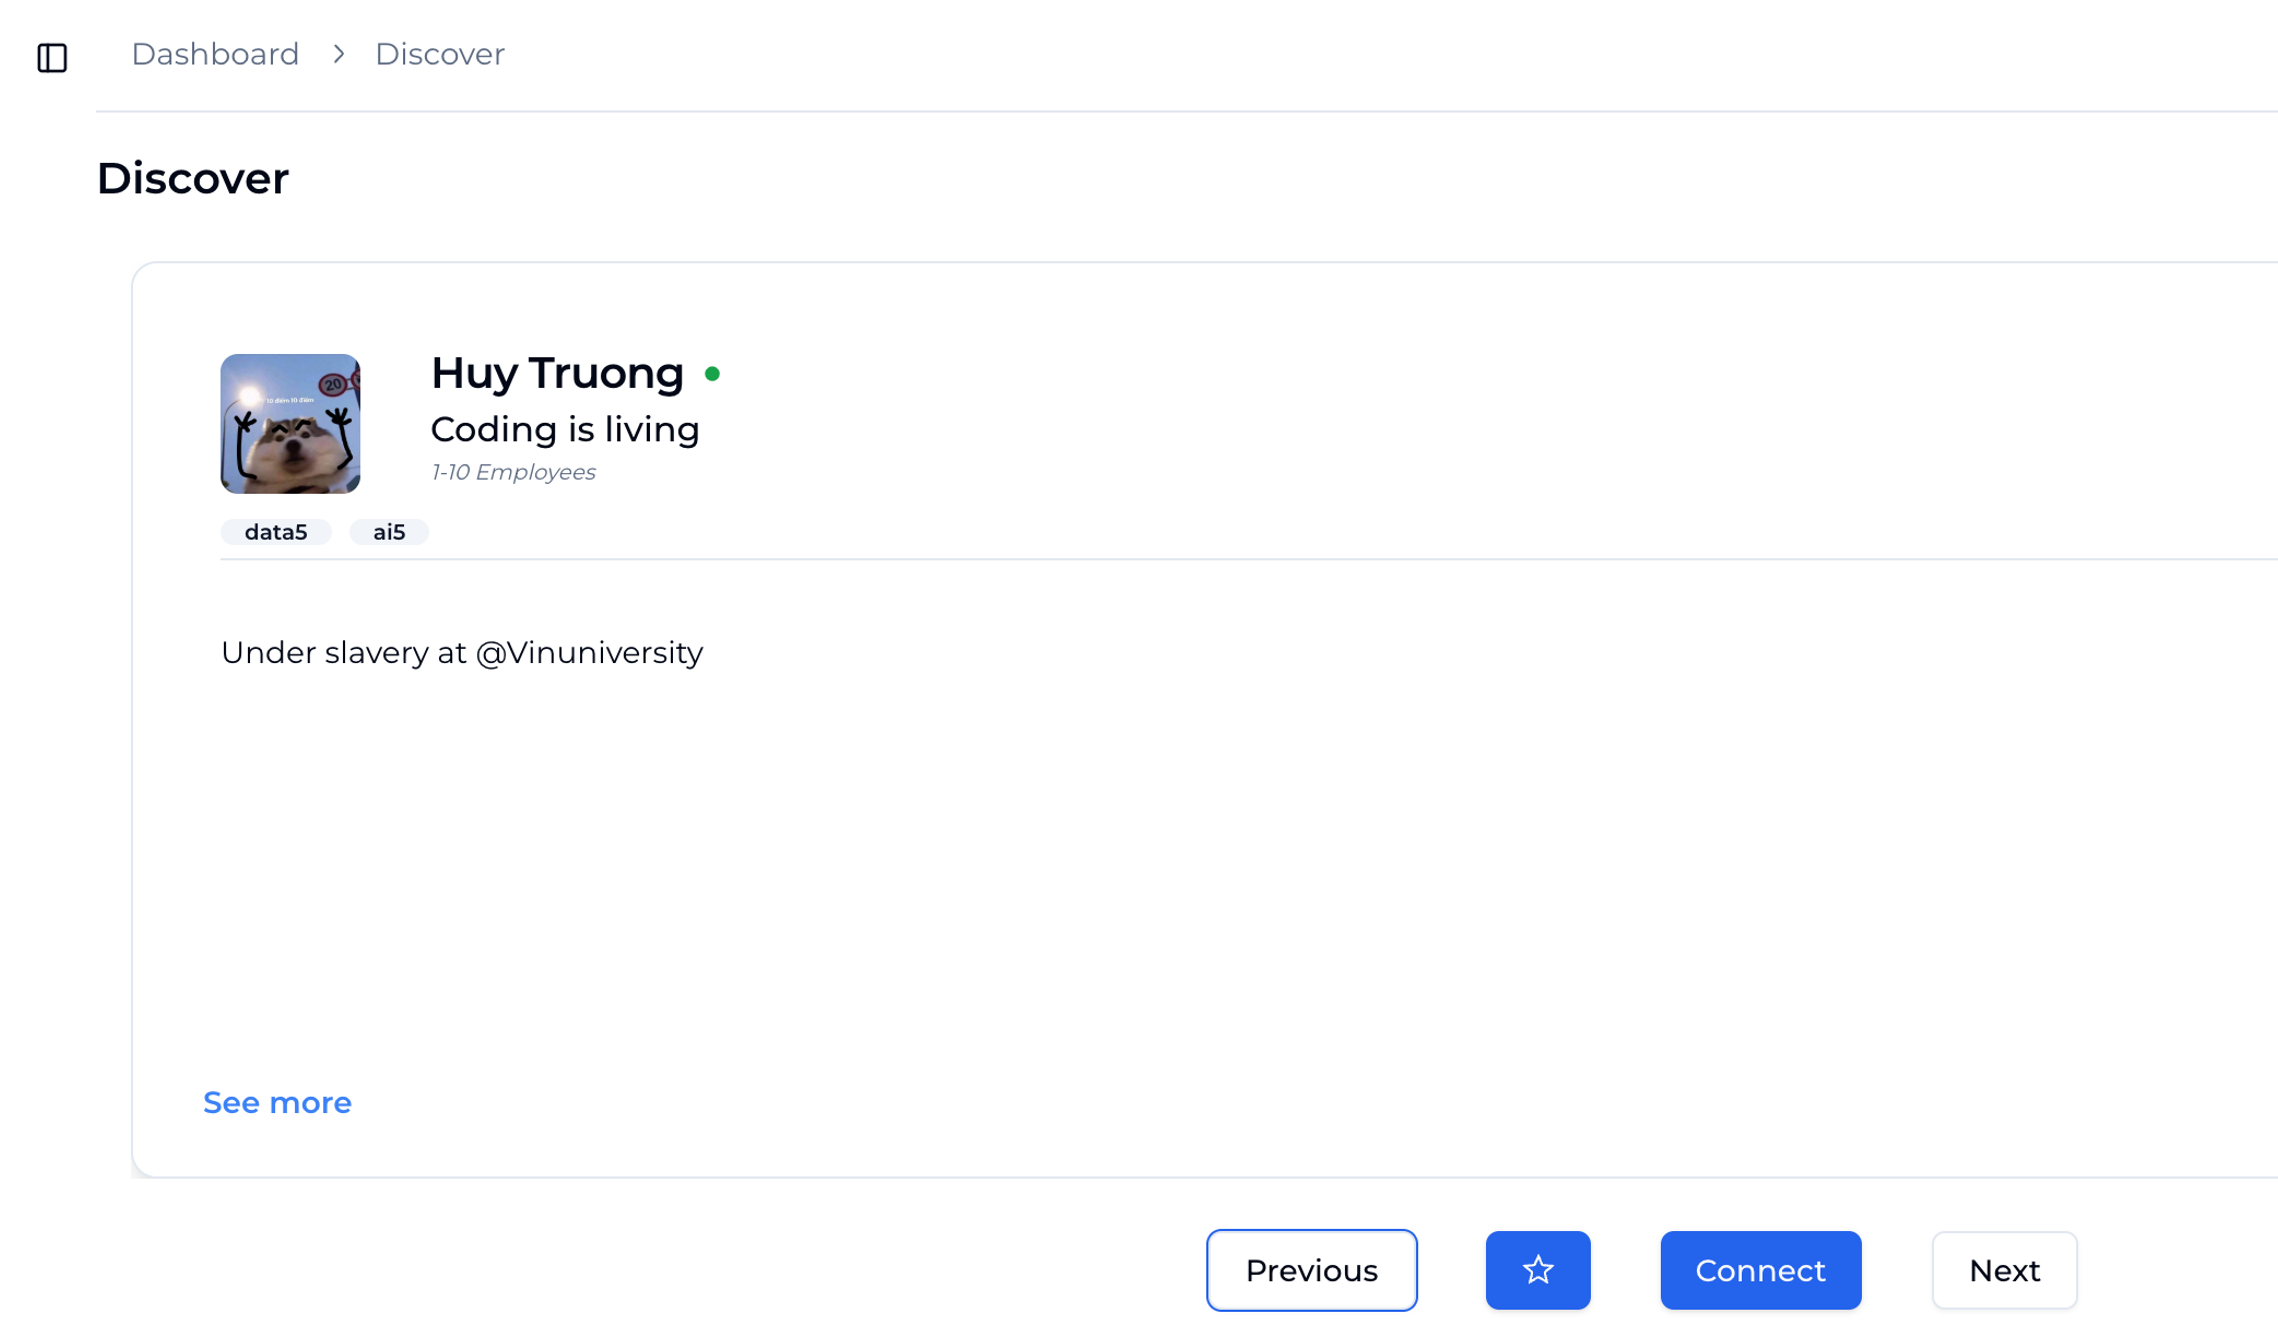 Dashboard > Discover
Discover
20
10 điểm 10 điểm
Huy Truong
Coding is living
1-10 Employees
data5 ai5
Under slavery at @Vinuniversity
See more
Previous Connect Next